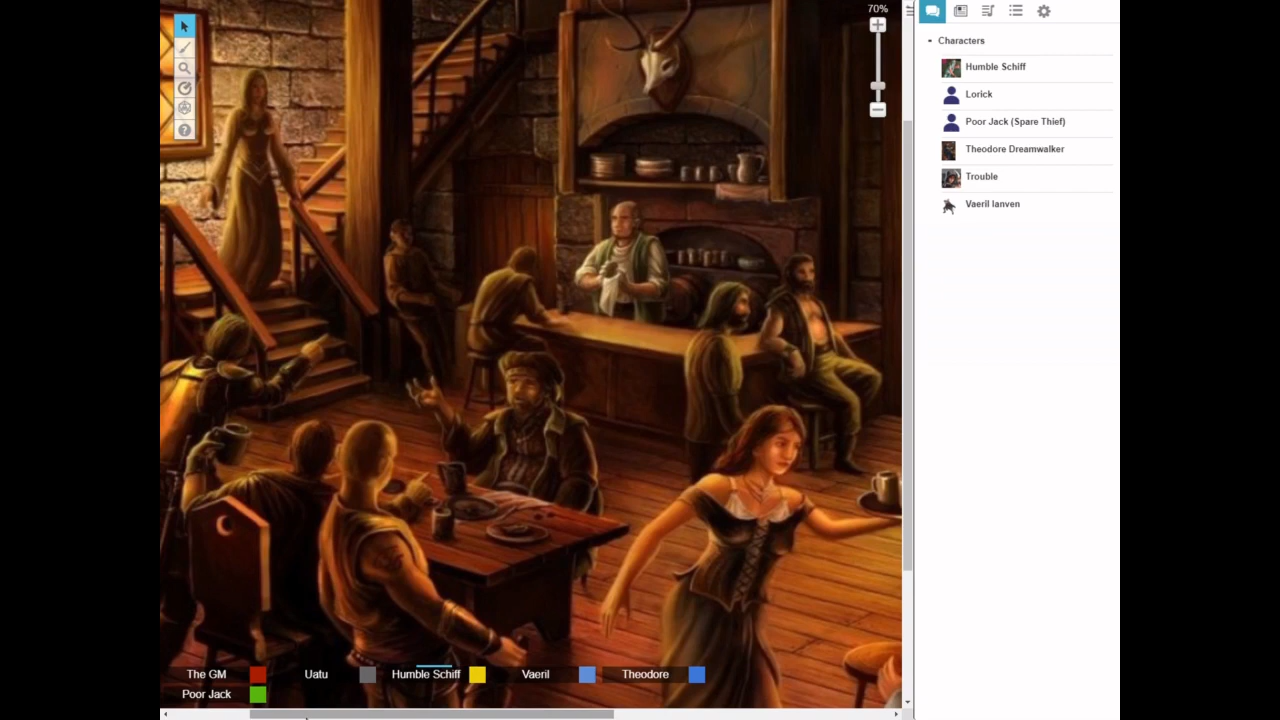 70%
Characters
Humble Schiff
Lorick
Poor Jack (Spare Thief)
Theodore Dreamwalker
Trouble
Vaeril Ianven
The GM
Uatu
Humble Schiff
Vaeril
Theodore
Poor Jack